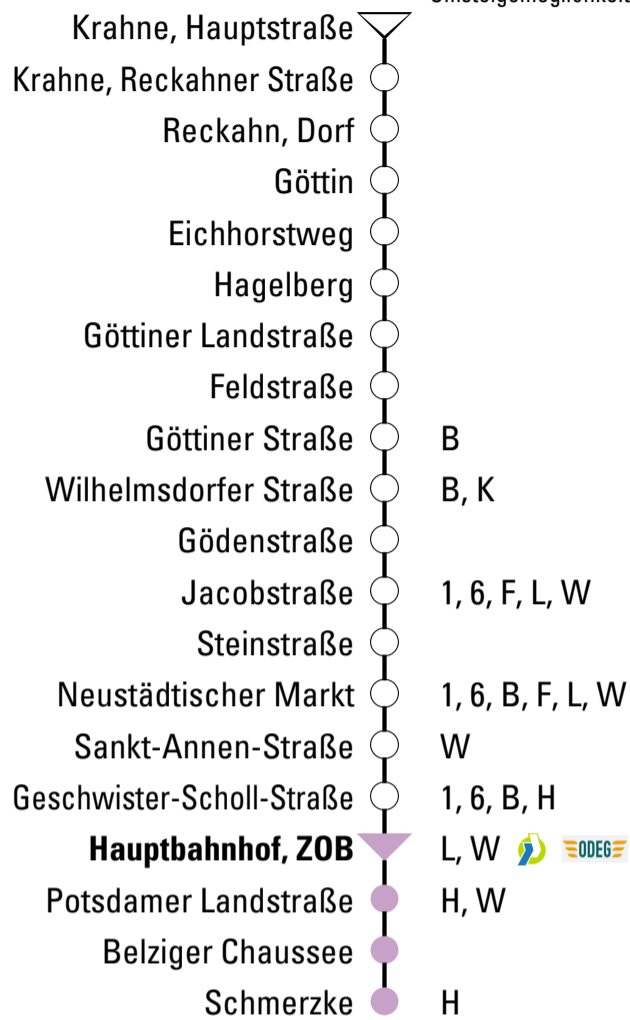 Umsteigemöglichkeit
Krahne, Hauptstraße
Krahne, Reckahner Straße
Reckahn, Dorf
Göttin
Eichhorstweg
Hagelberg
Göttiner Landstraße
Feldstraße
Göttiner Straße B
Wilhelmsdorfer Straße B, K
Gödenstraße
Jacobstraße 1, 6, F, L, W
Steinstraße
Neustädtischer Markt 1, 6, B, F, L, W
Sankt-Annen-Straße W
Geschwister-Scholl-Straße 1, 6, B, H
Hauptbahnhof, ZOB L, W ODEG
Potsdamer Landstraße H, W
Belziger Chaussee
Schmerzke H